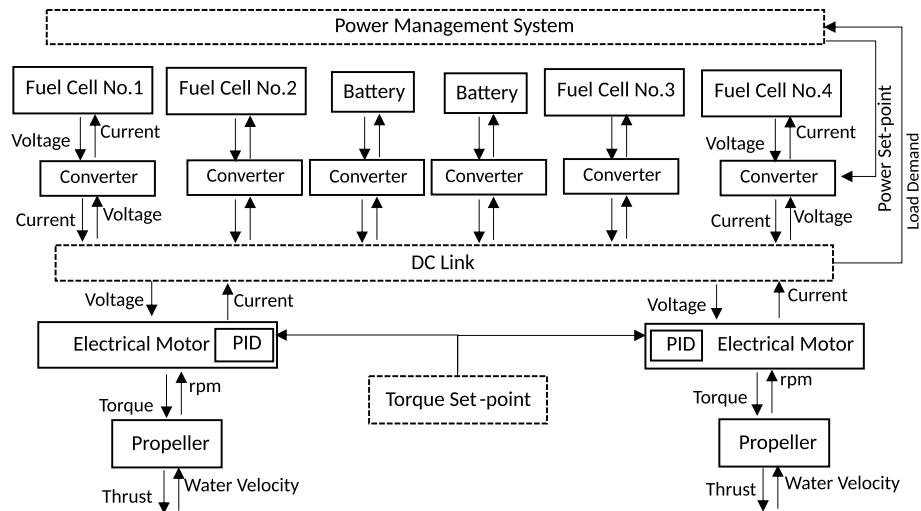 Power Management System
Fuel Cell No.1
Fuel Cell No.2
Battery
Battery
Fuel Cell No.3
Fuel Cell No.4
Voltage
Current
Voltage
Current
Power Set-point
Load Demand
Converter
Converter
Converter
Converter
Converter
Converter
Current
Voltage
Current
Voltage
DC Link
Voltage
Current
Voltage
Current
Electrical Motor
PID
PID
Electrical Motor
Torque
rpm
Torque Set-point
Torque
rpm
Propeller
Propeller
Thrust
Water Velocity
Thrust
Water Velocity